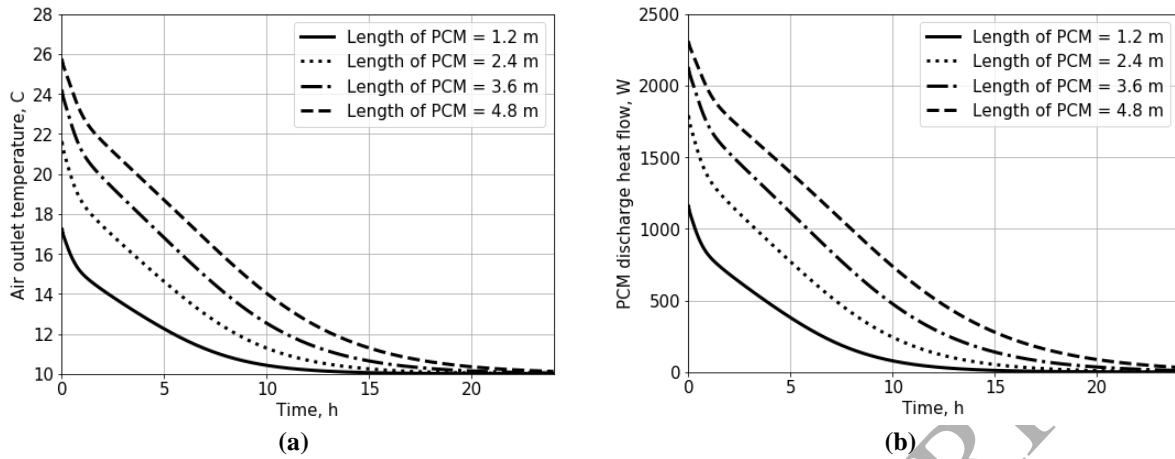 28
26
24
22
20
18
16
14
12
10
Air outlet temperature, C
Length of PCM = 1.2 m
Length of PCM = 2.4 m
Length of PCM = 3.6 m
Length of PCM = 4.8 m
0 5 10 15 20
Time, h
(a)
2500
2000
1500
1000
500
0
PCM discharge heat flow, W
Length of PCM = 1.2 m
Length of PCM = 2.4 m
Length of PCM = 3.6 m
Length of PCM = 4.8 m
0 5 10 15 20
Time, h
(b)